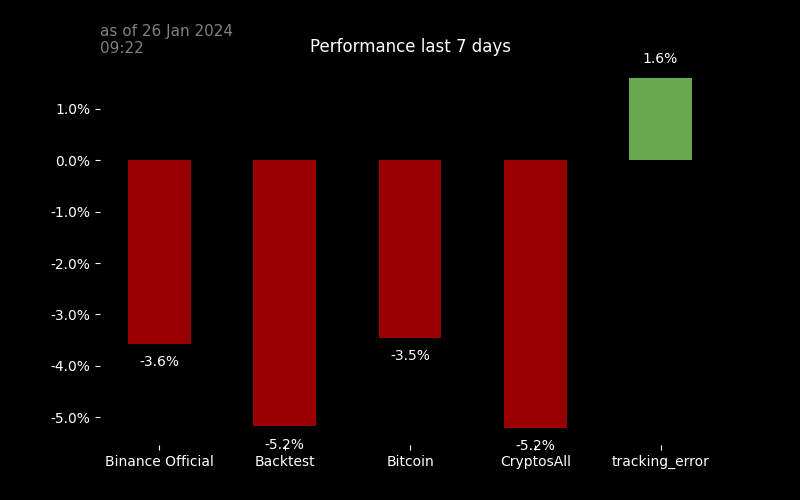 as of 26 Jan 2024
09:22
Performance last 7 days
1.6%
1.0%
0.0%
-1.0%
-2.0%
-3.0%
-4.0%
-5.0%
-3.6%
-5.2%
-3.5%
-5.2%
Binance Official
Backtest
Bitcoin
CryptosAll
tracking_error